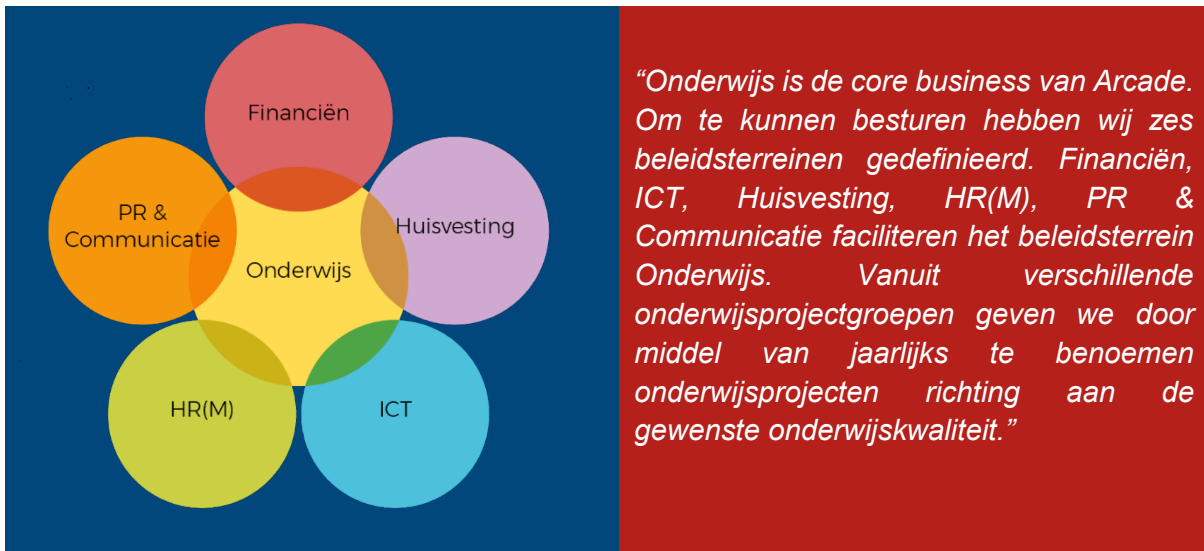 Financiën
PR &
Communicatie
Huisvesting
Onderwijs
HR(M)
ICT
“Onderwijs is de core business van Arcade.
Om te kunnen besturen hebben wij zes
beleidsterreinen gedefinieerd. Financiën,
ICT, Huisvesting, HR(M), PR &
Communicatie faciliteren het beleidsterrein
Onderwijs. Vanuit verschillende
onderwijsprojectgroepen geven we door
middel van jaarlijks te benoemen
onderwijsprojecten richting aan de
gewenste onderwijskwaliteit.”